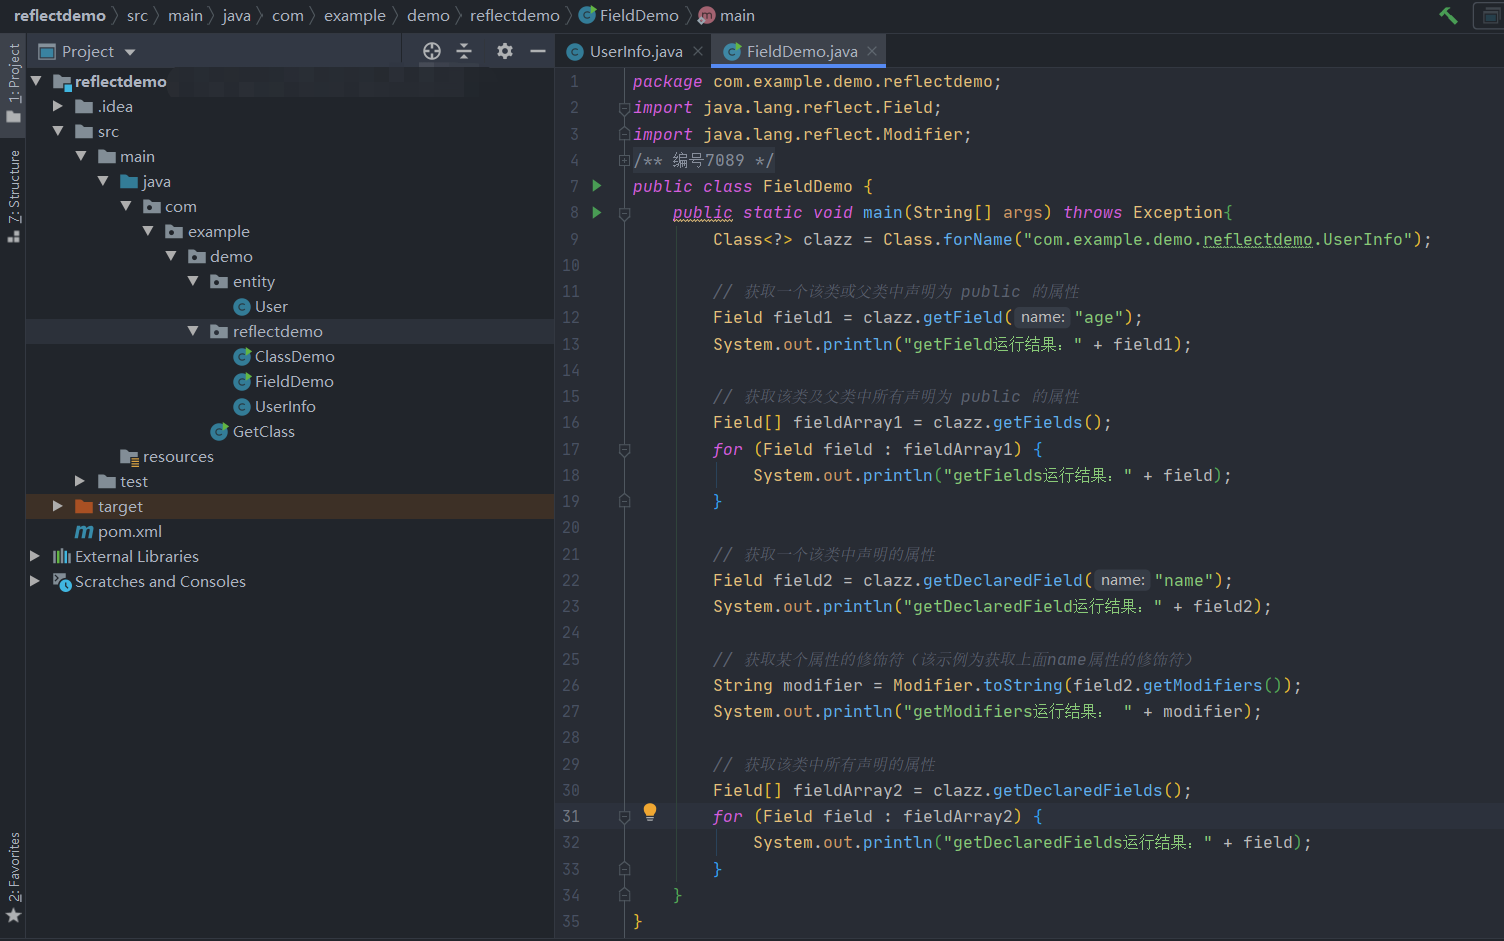 reflectdemo 〉 src 〉 main 〉 java 〉 com 〉 example 〉 demo 〉 reflectdemo 〉 FieldDemo 〉 main
Project
UserInfo.java
FieldDemo.java
1: Project
7: Structure
2: Favorites
reflectdemo
.idea
src
main
java
com
example
demo
entity
User
reflectdemo
ClassDemo
FieldDemo
UserInfo
GetClass
resources
test
target
pom.xml
External Libraries
Scratches and Consoles
1 package com.example.demo.reflectdemo;
2 import java.lang.reflect.Field;
3 import java.lang.reflect.Modifier;
4 /** 编号7089 */
7 public class FieldDemo {
8 public static void main(String[] args) throws Exception{
9 Class<?> clazz = Class.forName("com.example.demo.reflectdemo.UserInfo");
10
11 // 获取一个该类或父类中声明为 public 的属性
12 Field field1 = clazz.getField( name: "age");
13 System.out.println("getField运行结果：" + field1);
14
15 // 获取该类及父类中所有声明为 public 的属性
16 Field[] fieldArray1 = clazz.getFields();
17 for (Field field : fieldArray1) {
18 System.out.println("getFields运行结果：" + field);
19 }
20
21 // 获取一个该类中声明的属性
22 Field field2 = clazz.getDeclaredField( name: "name");
23 System.out.println("getDeclaredField运行结果：" + field2);
24
25 // 获取某个属性的修饰符（该示例为获取上面name属性的修饰符）
26 String modifier = Modifier.toString(field2.getModifiers());
27 System.out.println("getModifiers运行结果： " + modifier);
28
29 // 获取该类中所有声明的属性
30 Field[] fieldArray2 = clazz.getDeclaredFields();
31 for (Field field : fieldArray2) {
32 System.out.println("getDeclaredFields运行结果：" + field);
33 }
34 }
35 }